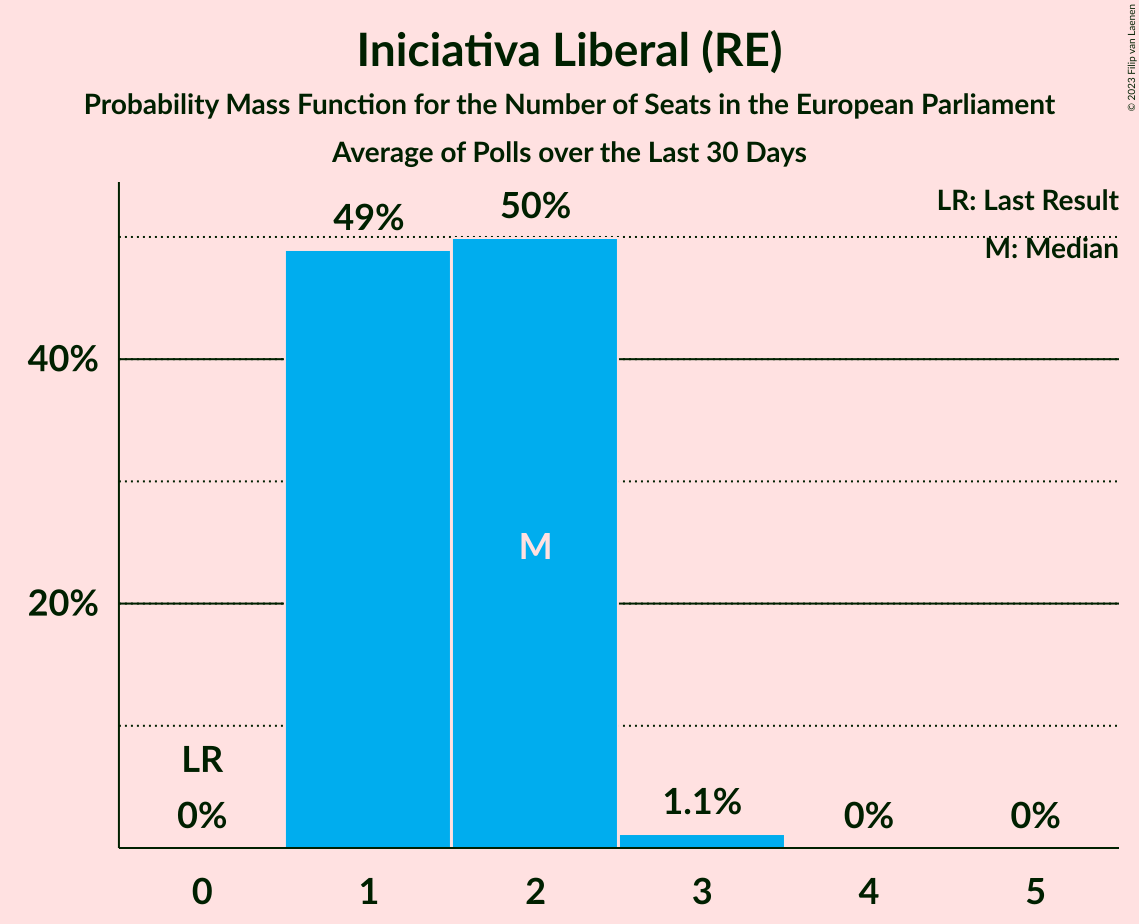 Iniciativa Liberal (RE)
Probability Mass Function for the Number of Seats in the European Parliament
Average of Polls over the Last 30 Days
© 2023 Filip van Laenen
LR: Last Result
M: Median
49%
50%
40%
20%
M
LR
0%
1.1%
0%
0%
0
1
2
3
4
5